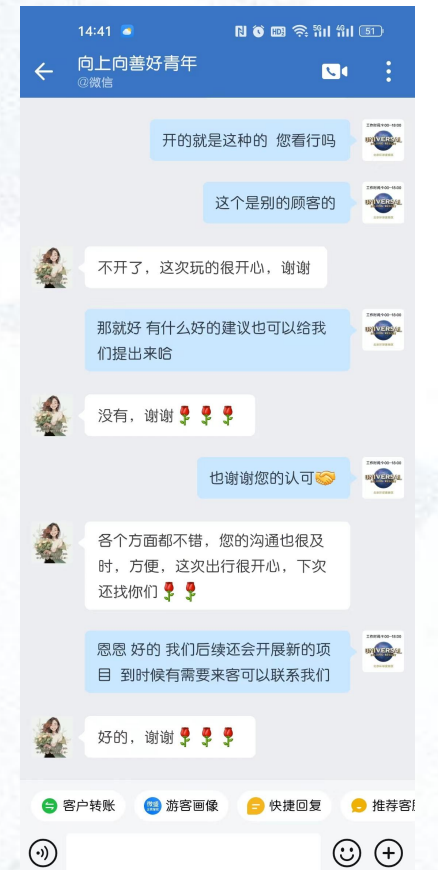 14:41
51
向上向善好青年
@微信
开的就是这种的 您看行吗
这个是别的顾客的
不开了，这次玩的很开心，谢谢
那就好 有什么好的建议也可以给我
们提出来哈
没有，谢谢🌹🌹🌹
也谢谢您的认可🤝
各个方面都不错，您的沟通也很及
时，方便，这次出行很开心，下次
还找你们🌹🌹
恩恩 好的 我们后续还会开展新的项
目 到时候有需要来客可以联系我们
好的，谢谢🌹🌹🌹
客户转账 游客画像 快捷回复 推荐客服